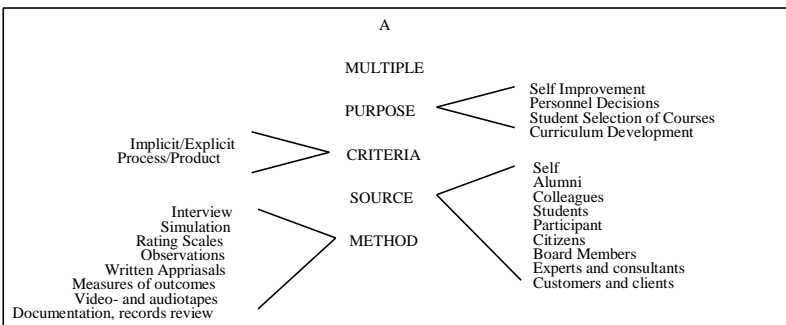 A
MULTIPLE
PURPOSE
Self Improvement
Personnel Decisions
Student Selection of Courses
Curriculum Development
Implicit/Explicit
Process/Product
CRITERIA
SOURCE
Self
Alumni
Colleagues
Students
Participant
Citizens
Board Members
Experts and consultants
Customers and clients
METHOD
Interview
Simulation
Rating Scales
Observations
Written Appriasals
Measures of outcomes
Video- and audiotapes
Documentation, records review